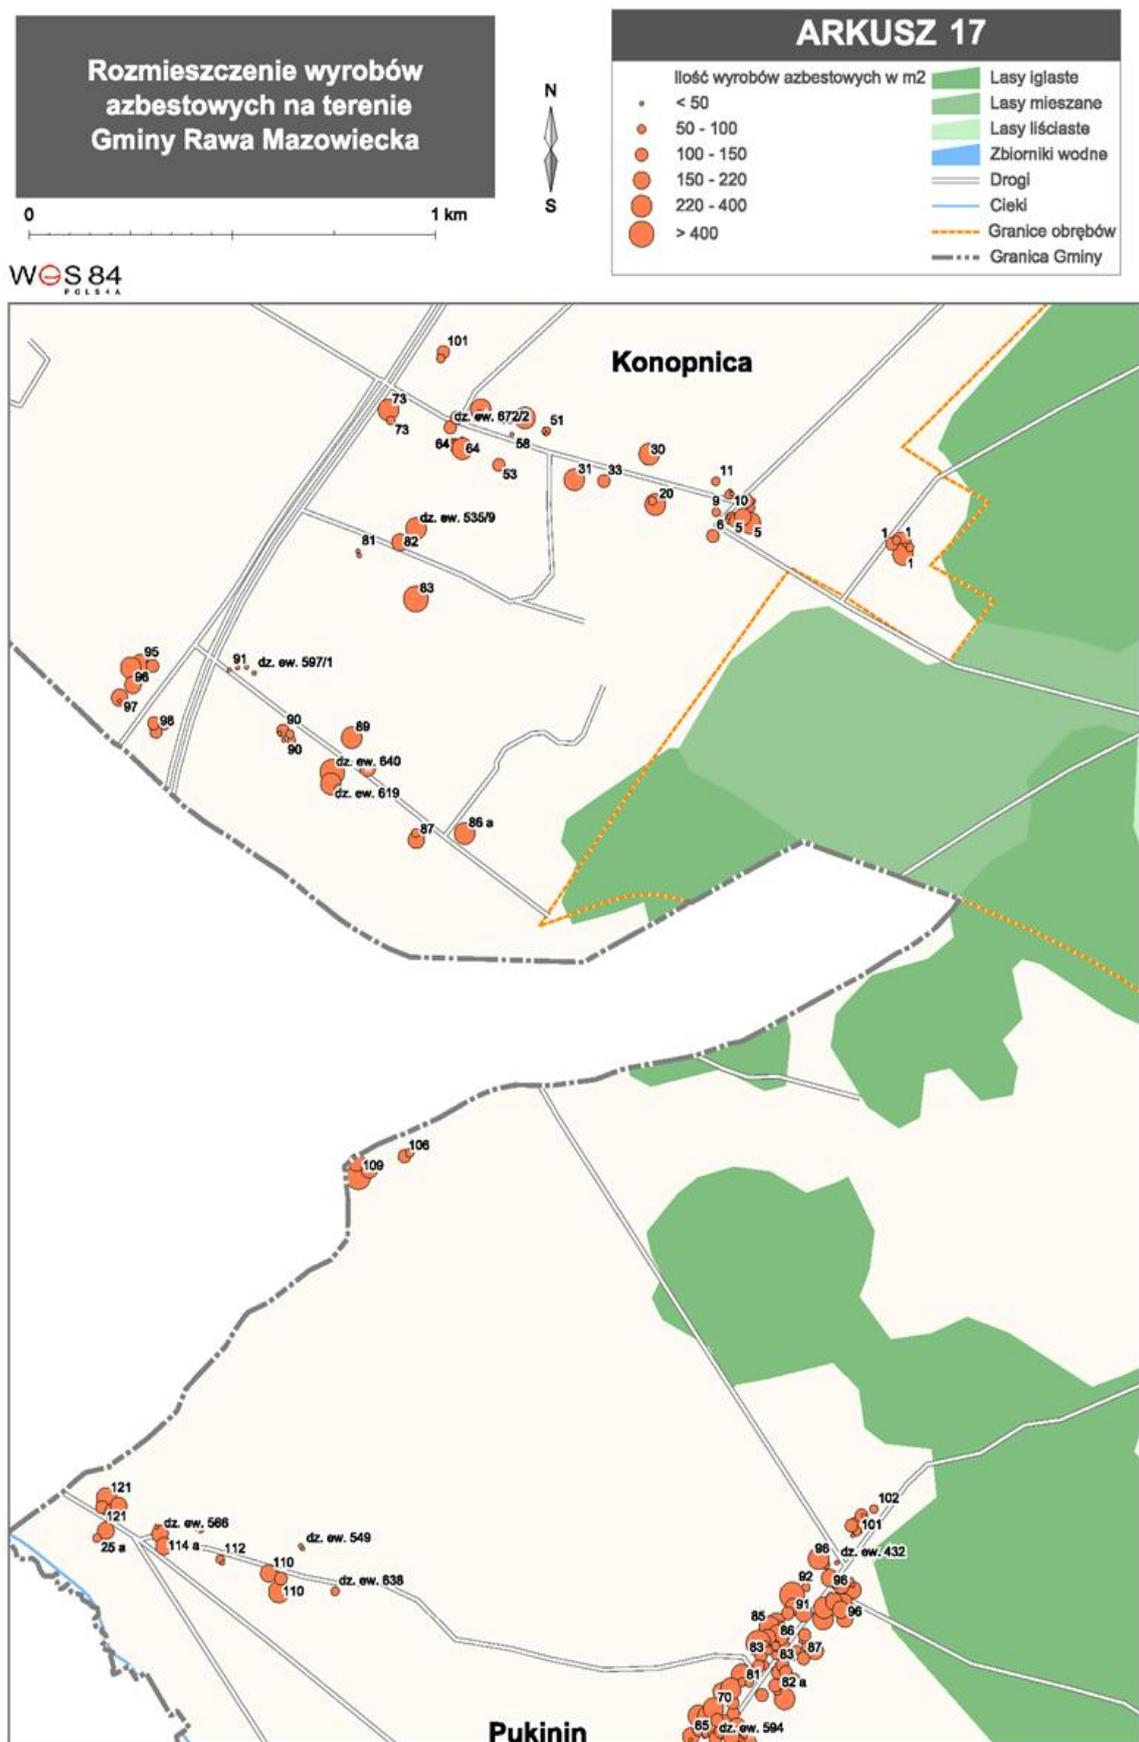 Rozmieszczenie wyrobów
azbestowych na terenie
Gminy Rawa Mazowiecka
N
S
0 1 km
WGS 84
POLSKA
ARKUSZ 17
Ilość wyrobów azbestowych w m2
< 50
50 - 100
100 - 150
150 - 220
220 - 400
> 400
Lasy iglaste
Lasy mieszane
Lasy liściaste
Zbiorniki wodne
Drogi
Cieki
Granice obrębów
Granica Gminy
101
Konopnica
73
73
dz. ew. 672/2
51
58
64
64
53
30
31
33
20
11
9
10
6
5
5
1
1
1
dz. ew. 535/9
81
82
83
95
96
97
98
91
dz. ew. 597/1
90
90
89
dz. ew. 640
dz. ew. 619
87
86 a
106
109
121
121
25 a
dz. ew. 566
114 a
112
dz. ew. 549
110
110
dz. ew. 638
102
101
dz. ew. 432
96
96
92
91
96
85
86
83
83
87
81
82 a
70
65
dz. ew. 594
Pukinin